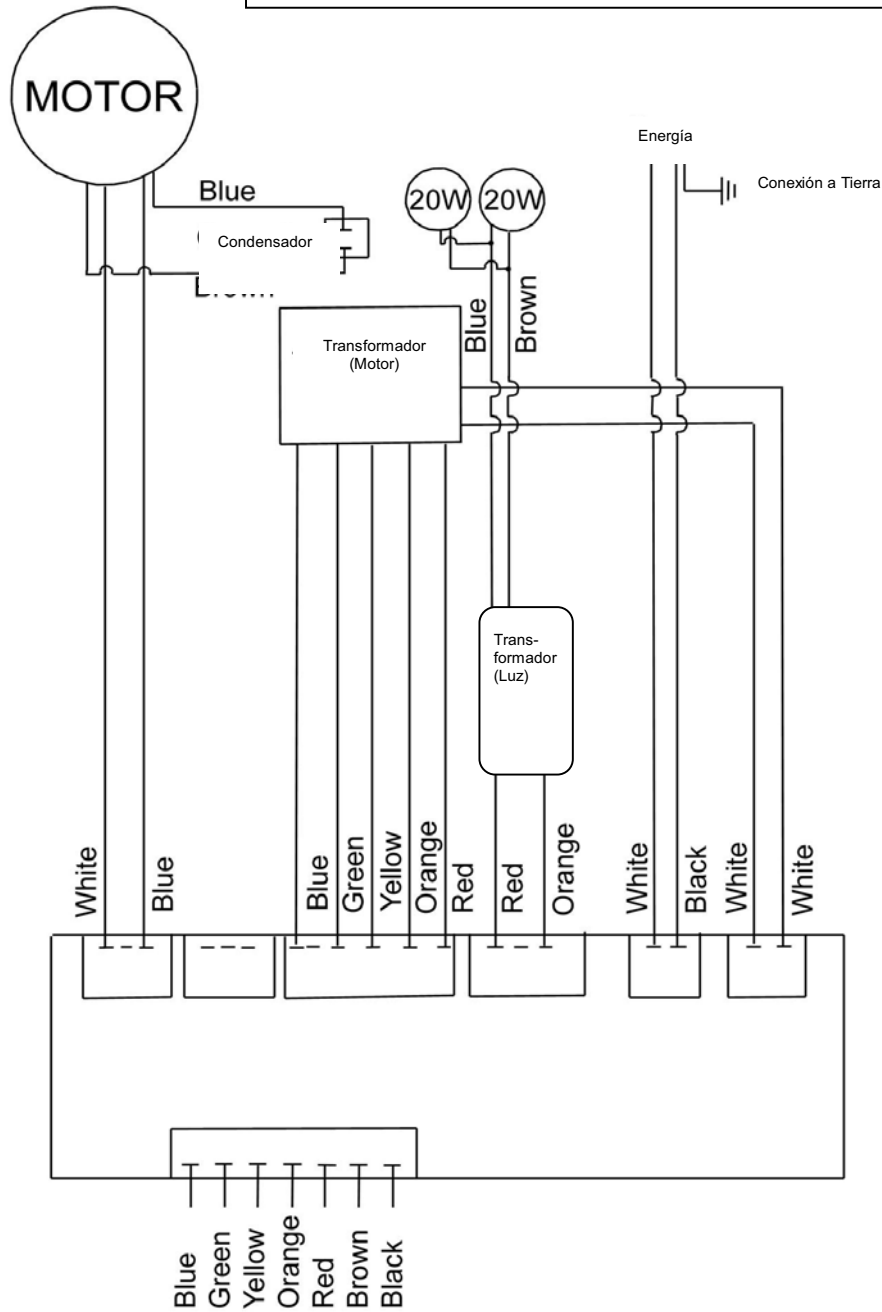 MOTOR
Energía
Conexión a Tierra
Blue
20W
20W
Condensador
Brown
Transformador
(Motor)
Blue
Brown
Trans-
formador
(Luz)
White
Blue
Blue
Green
Yellow
Orange
Red
Red
Orange
White
Black
White
White
Blue
Green
Yellow
Orange
Red
Brown
Black